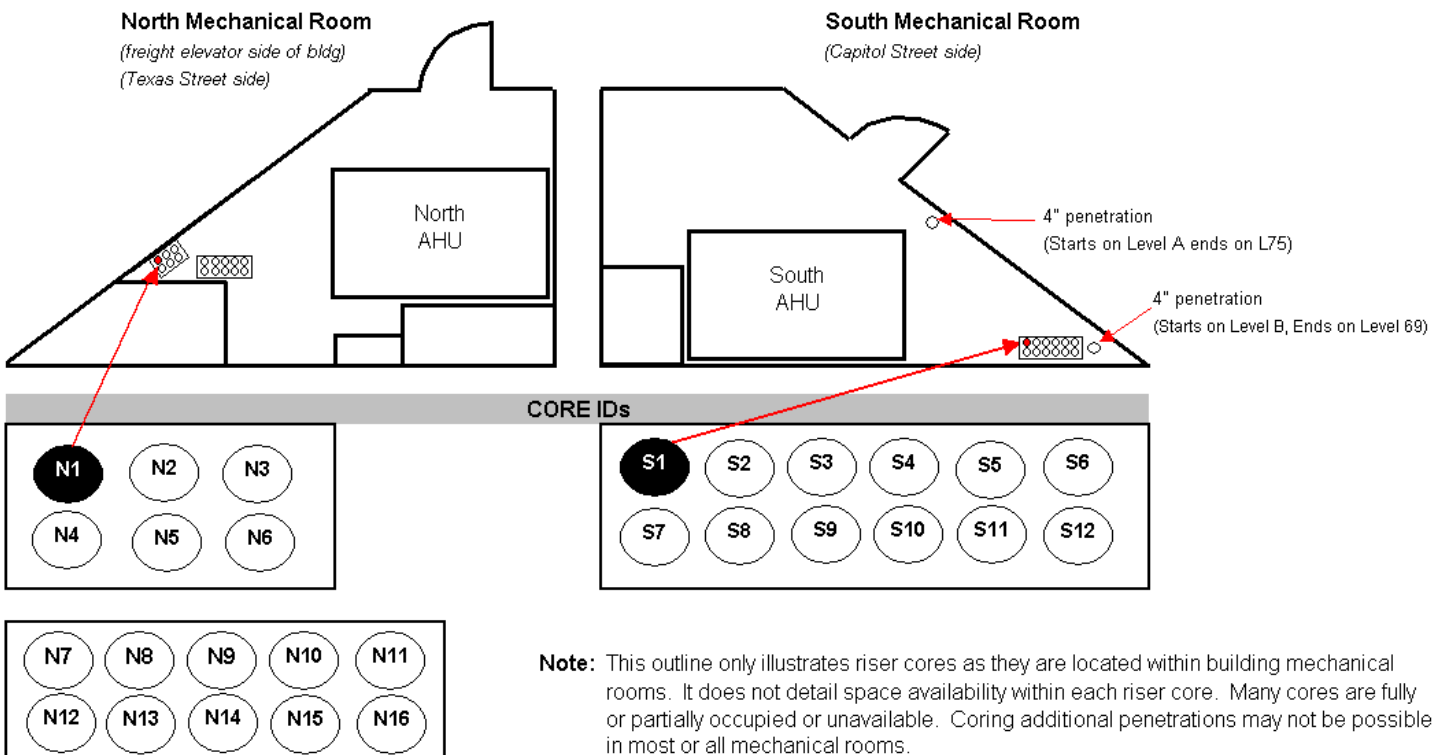 North Mechanical Room
(freight elevator side of bldg)
(Texas Street side)
South Mechanical Room
(Capitol Street side)
North
AHU
South
AHU
4" penetration
(Starts on Level A ends on L75)
4" penetration
(Starts on Level B, Ends on Level 69)
CORE IDs
N1 N2 N3
N4 N5 N6
S1 S2 S3 S4 S5 S6
S7 S8 S9 S10 S11 S12
N7 N8 N9 N10 N11
N12 N13 N14 N15 N16
Note: This outline only illustrates riser cores as they are located within building mechanical
rooms. It does not detail space availability within each riser core. Many cores are fully
or partially occupied or unavailable. Coring additional penetrations may not be possible
in most or all mechanical rooms.